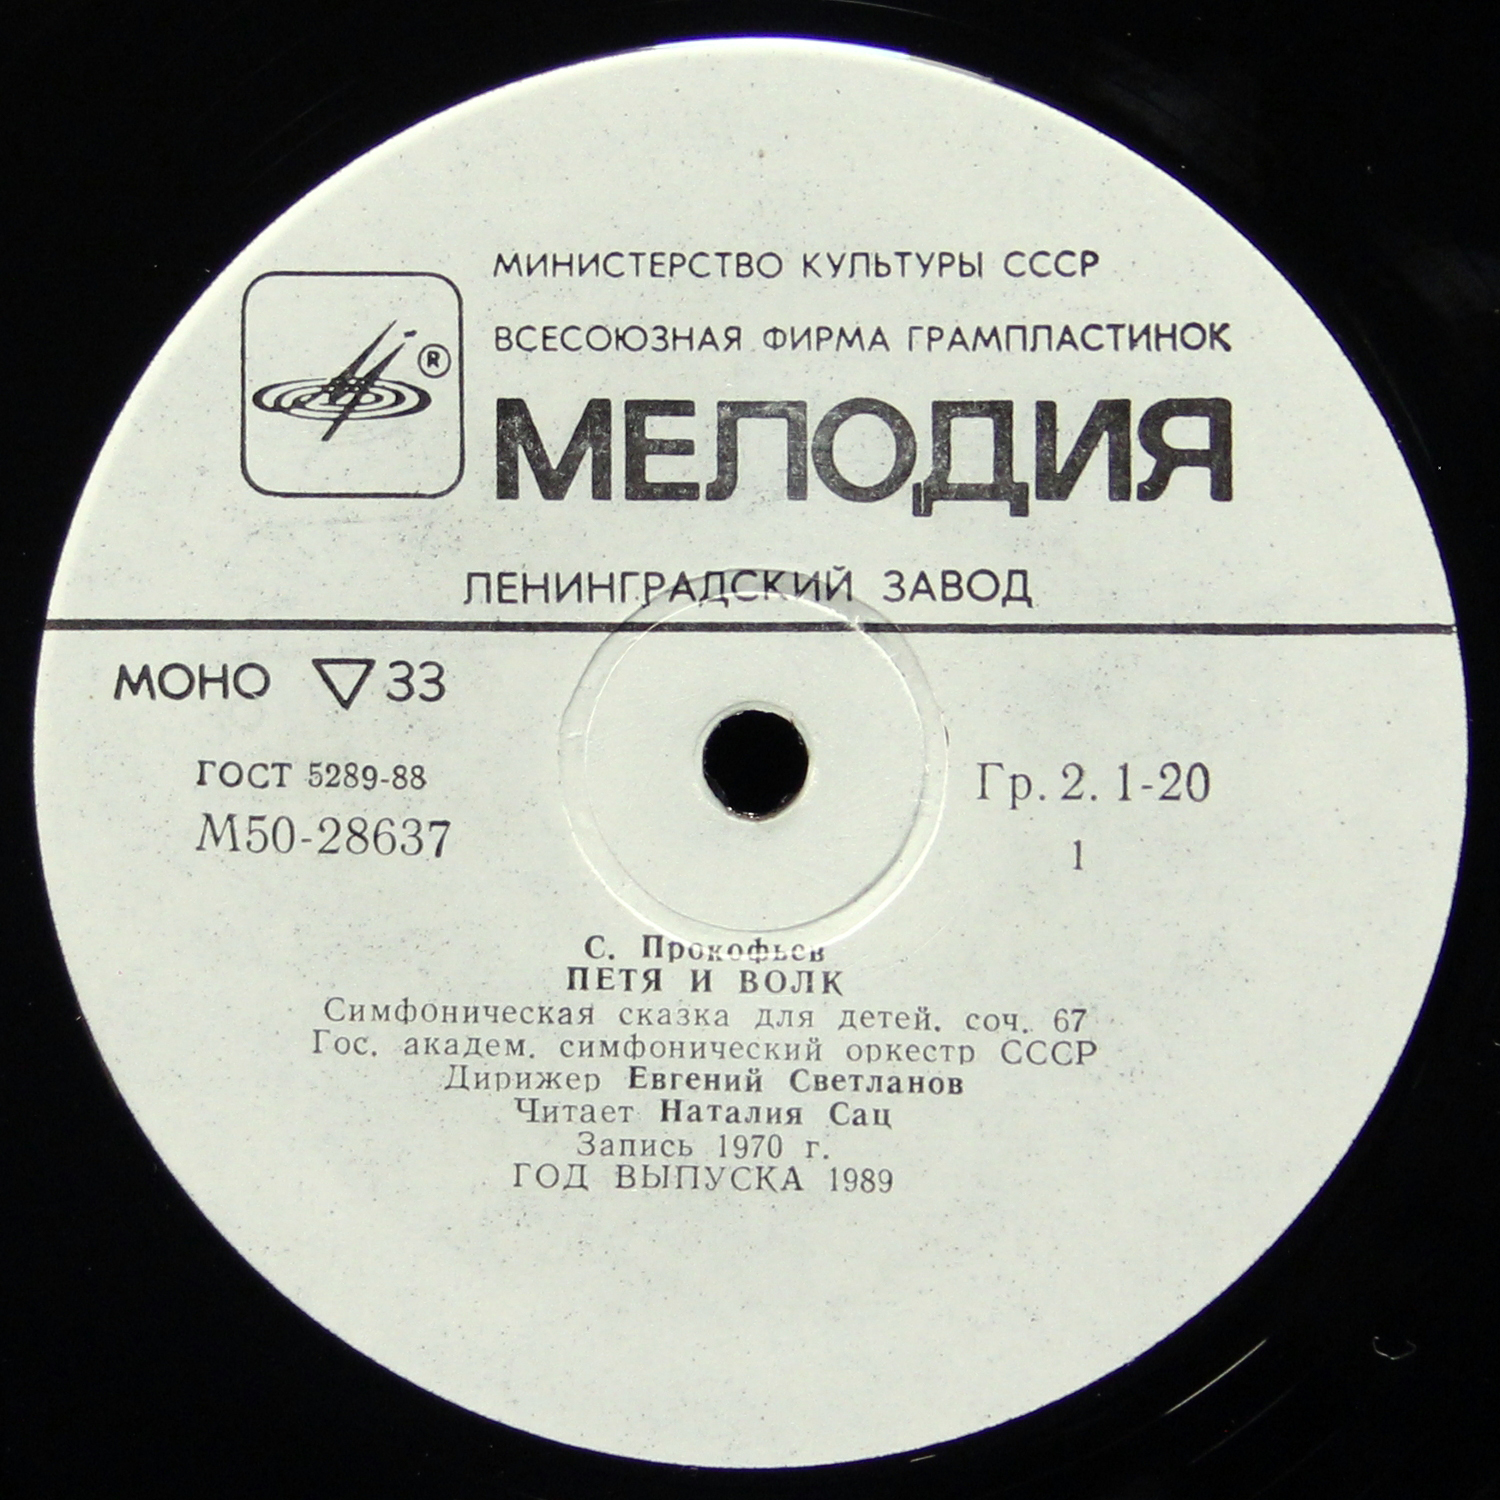 МИНИСТЕРСТВО КУЛЬТУРЫ СССР
ВСЕСОЮЗНАЯ ФИРМА ГРАМПЛАСТИНОК
®
МЕЛОДИЯ
ЛЕНИНГРАДСКИЙ ЗАВОД
МОНО ▽ 33
ГОСТ 5289-88
М50-28637
Гр. 2. 1-20
1
С. Прокофьев
ПЕТЯ И ВОЛК
Симфоническая сказка для детей. соч. 67
Гос. академ. симфонический оркестр СССР
Дирижер Евгений Светланов
Читает Наталия Сац
Запись 1970 г.
ГОД ВЫПУСКА 1989